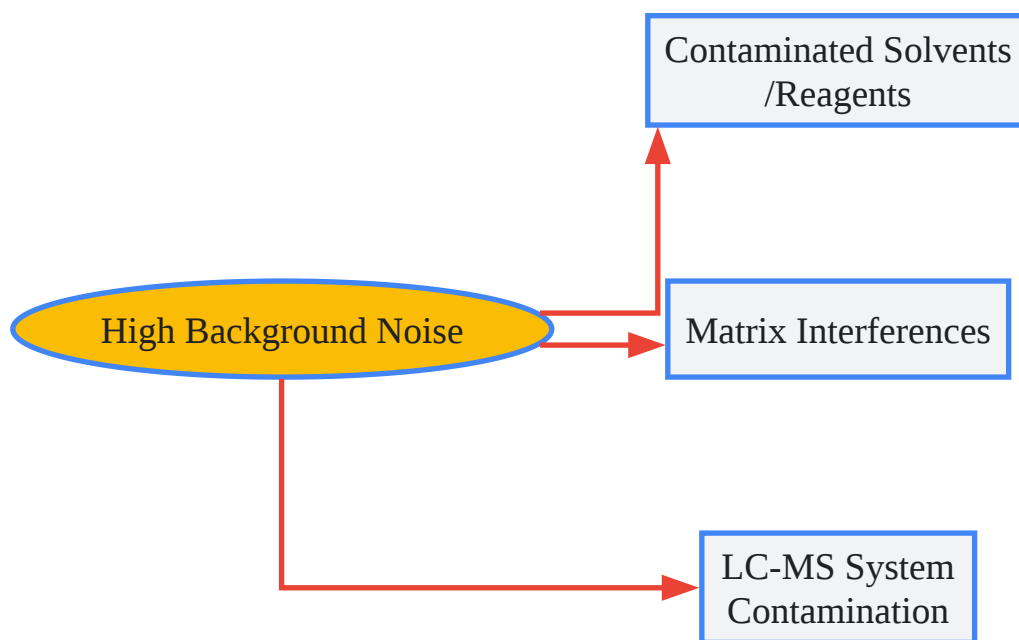 Contaminated Solvents
/Reagents
High Background Noise
Matrix Interferences
LC-MS System
Contamination